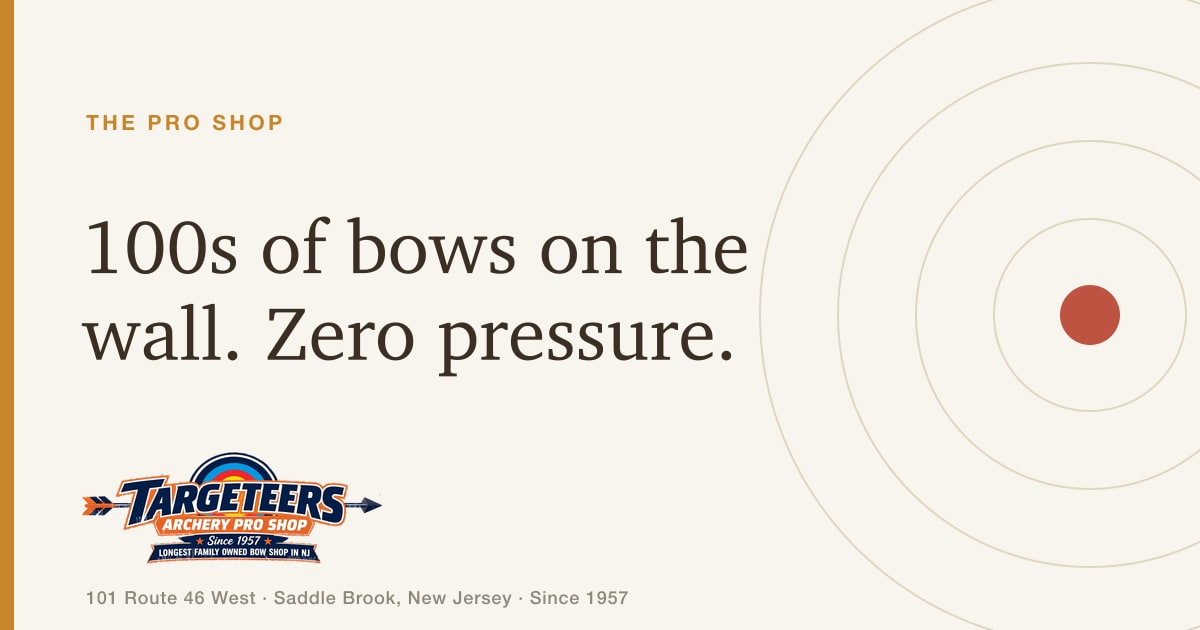 THE PRO SHOP
100s of bows on the
wall. Zero pressure.
TARGETEERS
ARCHERY PRO SHOP
★ Since 1957 ★
LONGEST FAMILY OWNED BOW SHOP IN NJ
101 Route 46 West · Saddle Brook, New Jersey · Since 1957